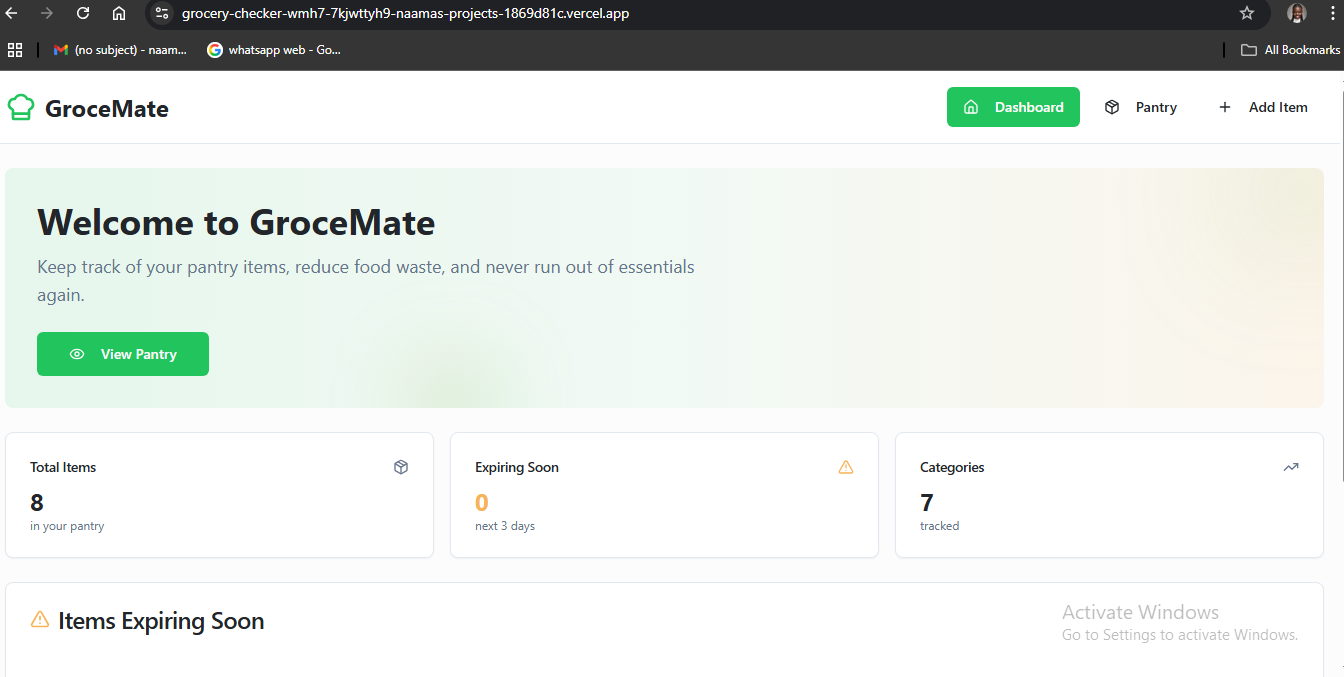 grocery-checker-wmh7-7kjwttyh9-naamas-projects-1869d81c.vercel.app
(no subject) - naam...
whatsapp web - Go...
All Bookmarks
GroceMate
Dashboard
Pantry
Add Item
Welcome to GroceMate
Keep track of your pantry items, reduce food waste, and never run out of essentials
again.
View Pantry
Total Items
8
in your pantry
Expiring Soon
0
next 3 days
Categories
7
tracked
Items Expiring Soon
Activate Windows
Go to Settings to activate Windows.